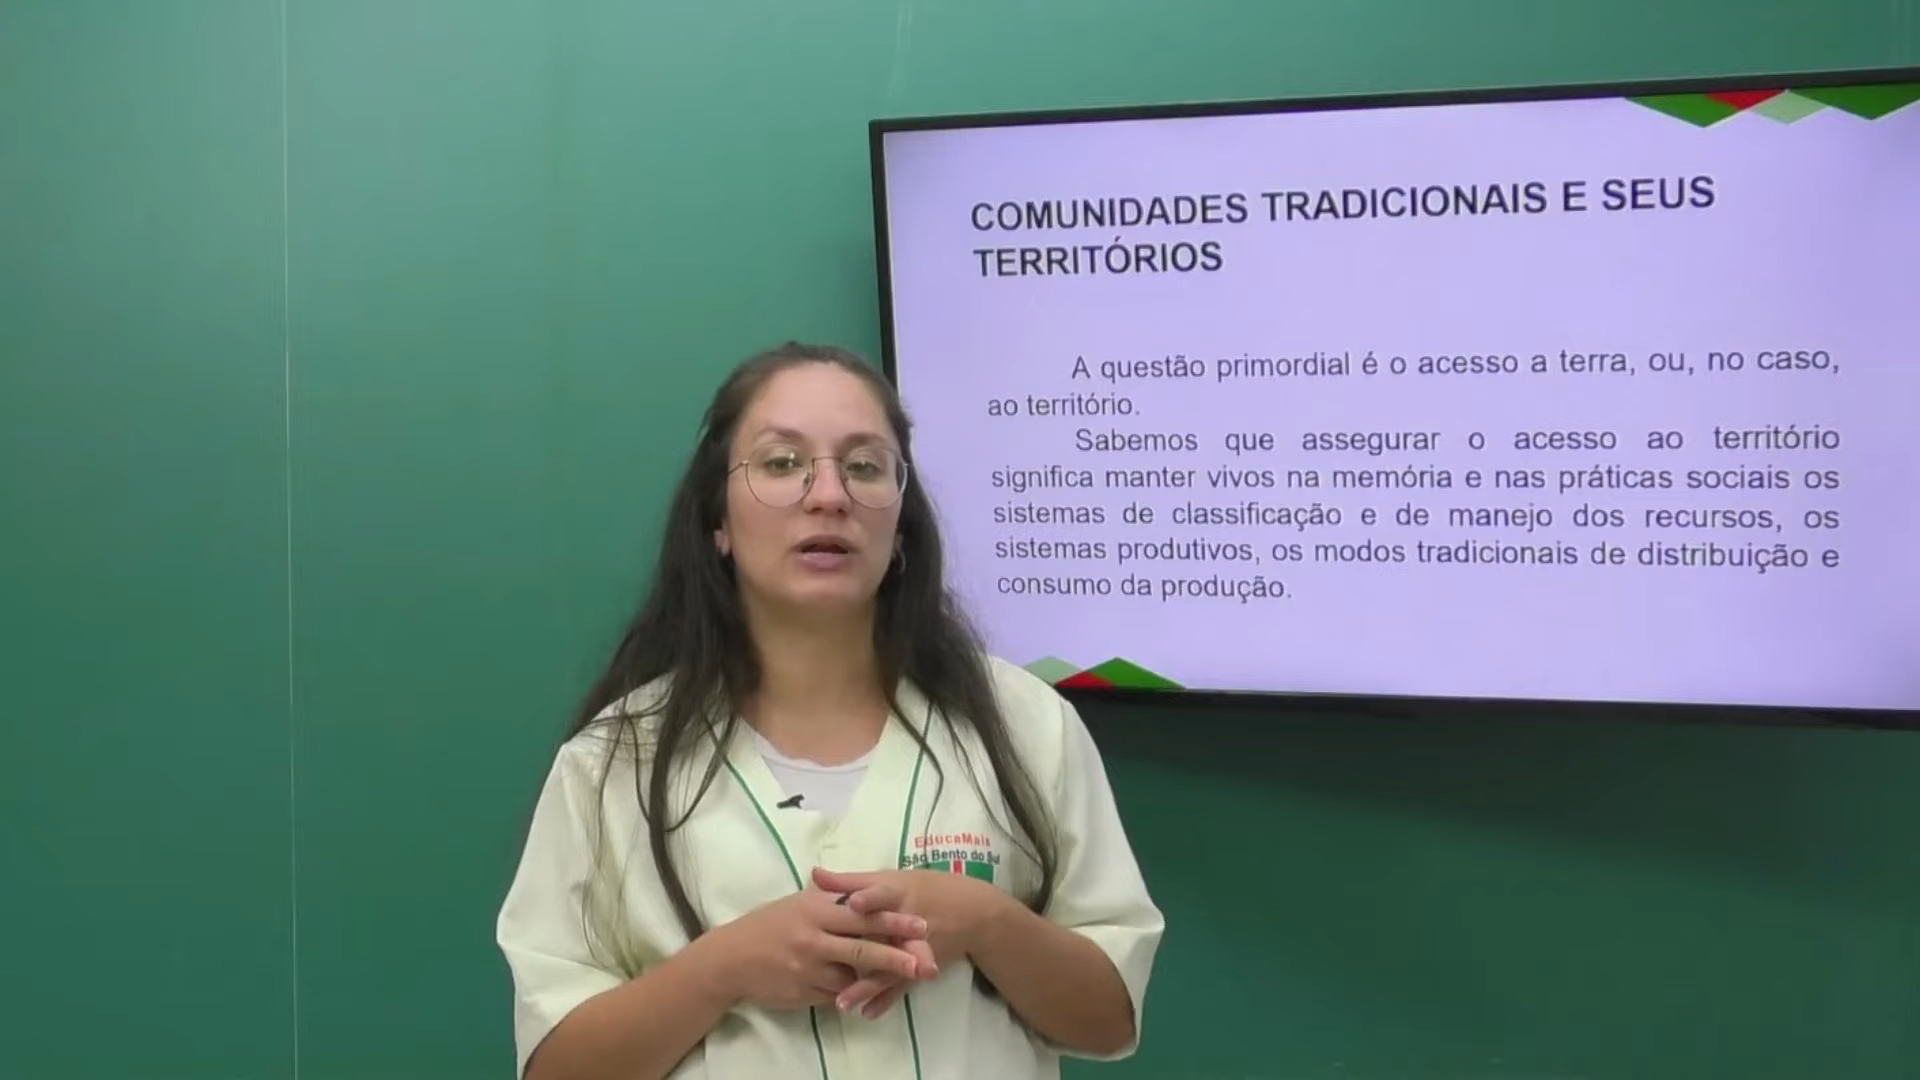 COMUNIDADES TRADICIONAIS E SEUS
TERRITÓRIOS
A questão primordial é o acesso a terra, ou, no caso,
ao território.
Sabemos que assegurar o acesso ao território
significa manter vivos na memória e nas práticas sociais os
sistemas de classificação e de manejo dos recursos, os
sistemas produtivos, os modos tradicionais de distribuição e
consumo da produção.
EducaMais
São Bento do Sul